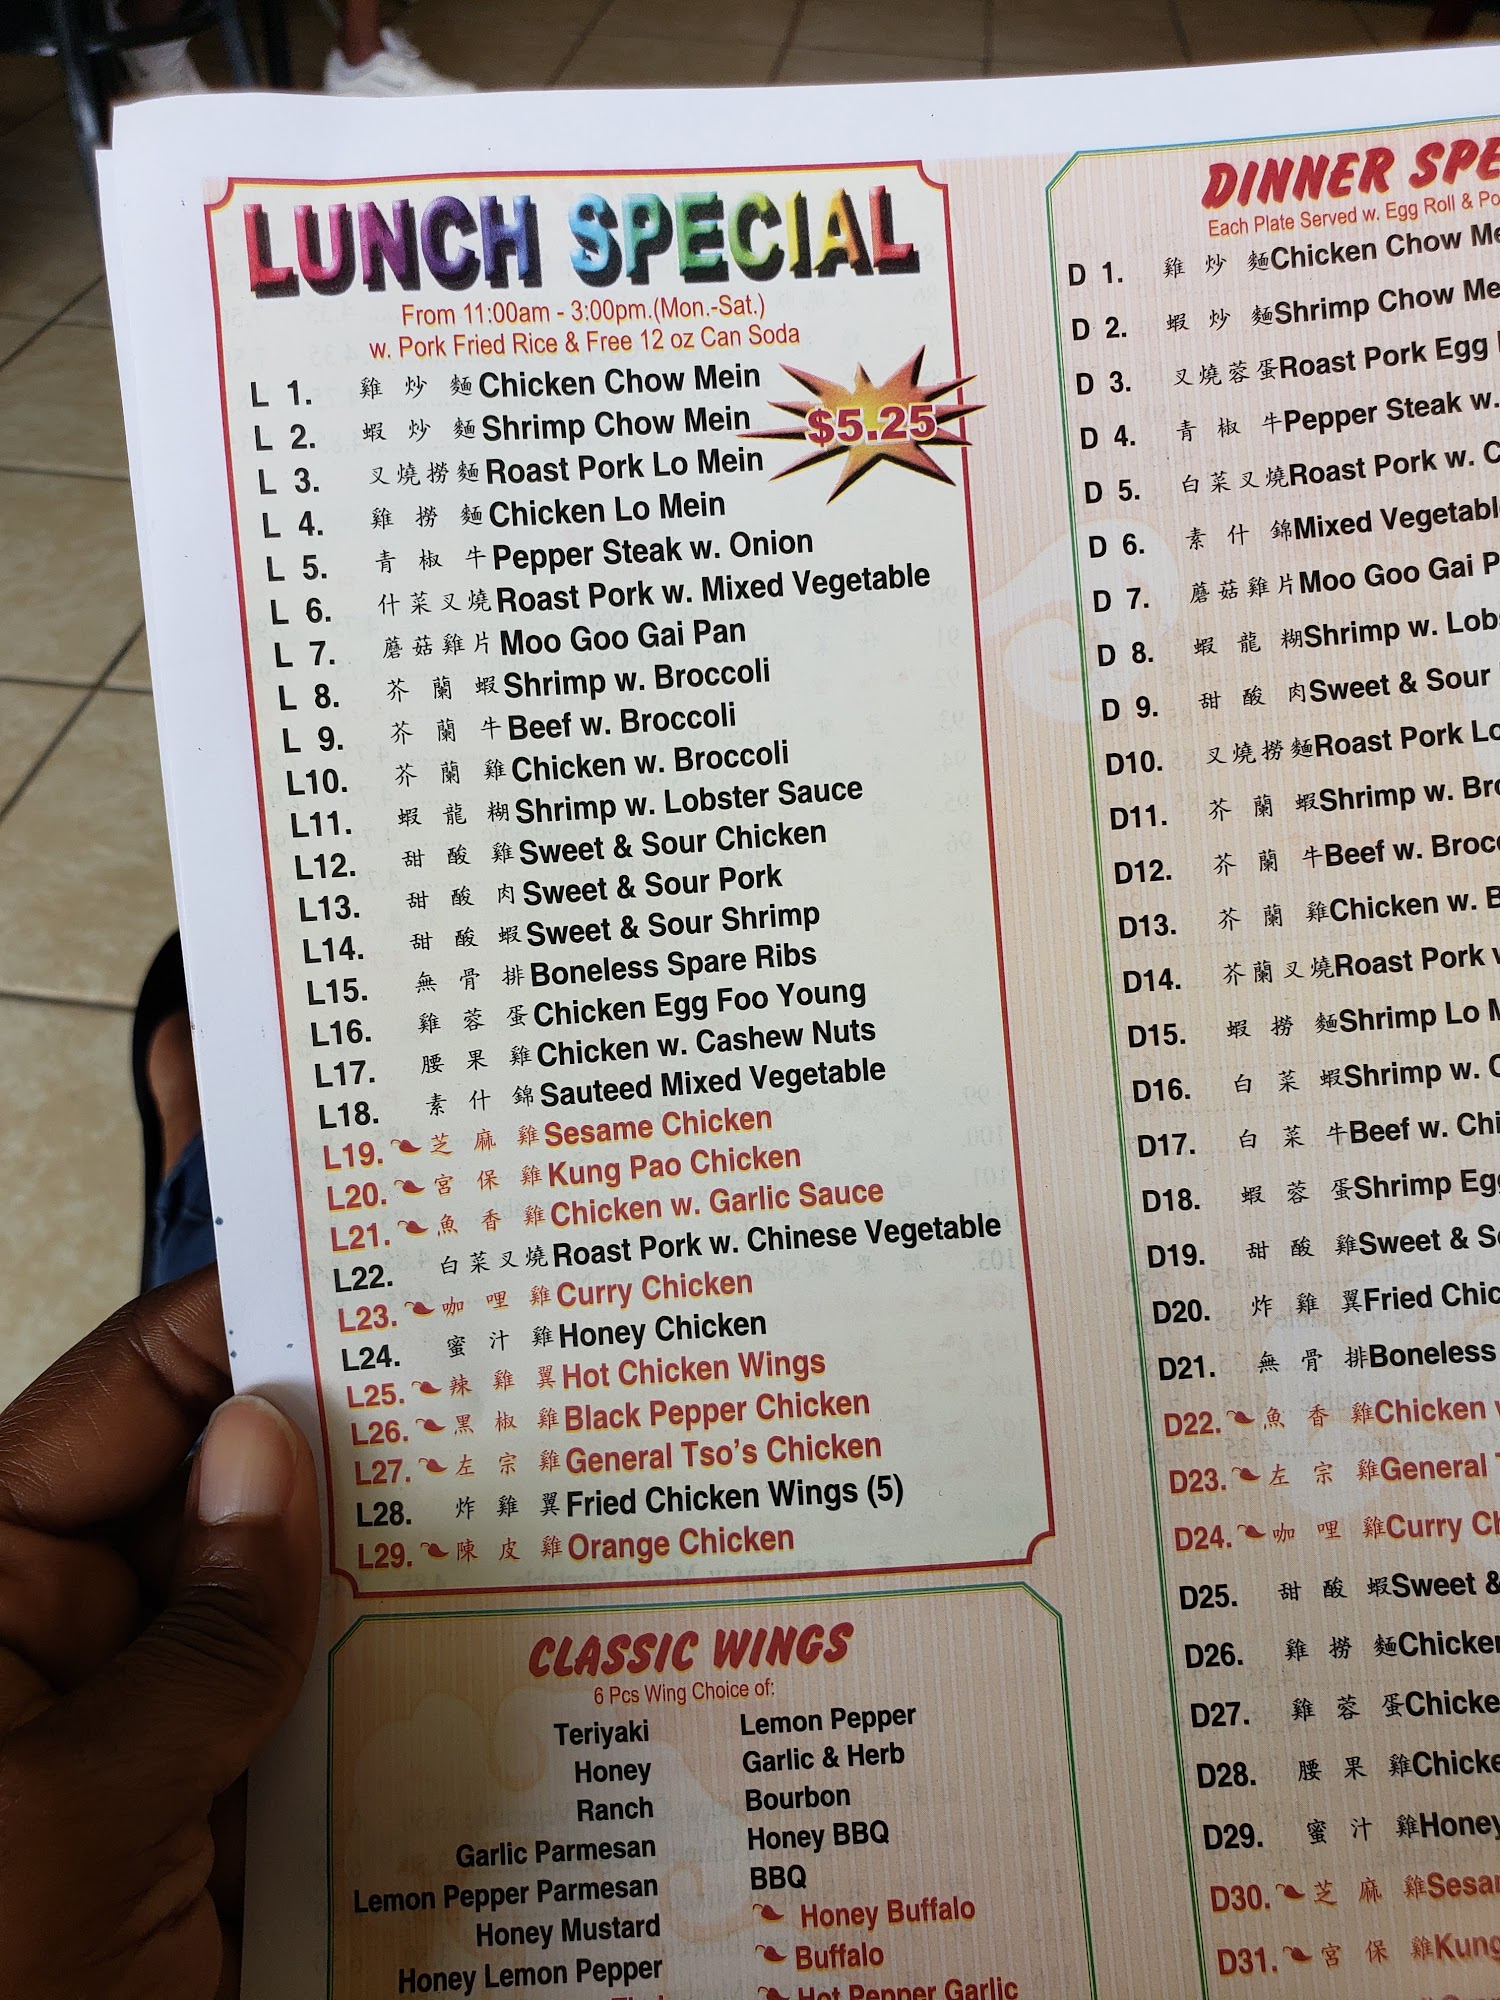 LUNCH SPECIAL
From 11:00am - 3:00pm.(Mon.-Sat.)
w. Pork Fried Rice & Free 12 oz Can Soda
$5.25
L 1. 雞炒麵 Chicken Chow Mein
L 2. 蝦炒麵 Shrimp Chow Mein
L 3. 叉燒撈麵 Roast Pork Lo Mein
L 4. 雞撈麵 Chicken Lo Mein
L 5. 青椒牛 Pepper Steak w. Onion
L 6. 什菜叉燒 Roast Pork w. Mixed Vegetable
L 7. 蘑菇雞片 Moo Goo Gai Pan
L 8. 芥蘭蝦 Shrimp w. Broccoli
L 9. 芥蘭牛 Beef w. Broccoli
L10. 芥蘭雞 Chicken w. Broccoli
L11. 蝦龍糊 Shrimp w. Lobster Sauce
L12. 甜酸雞 Sweet & Sour Chicken
L13. 甜酸肉 Sweet & Sour Pork
L14. 甜酸蝦 Sweet & Sour Shrimp
L15. 無骨排 Boneless Spare Ribs
L16. 雞蓉蛋 Chicken Egg Foo Young
L17. 腰果雞 Chicken w. Cashew Nuts
L18. 素什錦 Sauteed Mixed Vegetable
L19. 芝麻雞 Sesame Chicken
L20. 宮保雞 Kung Pao Chicken
L21. 魚香雞 Chicken w. Garlic Sauce
L22. 白菜叉燒 Roast Pork w. Chinese Vegetable
L23. 咖哩雞 Curry Chicken
L24. 蜜汁雞 Honey Chicken
L25. 辣雞翼 Hot Chicken Wings
L26. 黑椒雞 Black Pepper Chicken
L27. 左宗雞 General Tso's Chicken
L28. 炸雞翼 Fried Chicken Wings (5)
L29. 陳皮雞 Orange Chicken
CLASSIC WINGS
6 Pcs Wing Choice of:
Teriyaki
Honey
Ranch
Garlic Parmesan
Lemon Pepper Parmesan
Honey Mustard
Honey Lemon Pepper
Lemon Pepper
Garlic & Herb
Bourbon
Honey BBQ
BBQ
Honey Buffalo
Buffalo
Hot Pepper Garlic
DINNER SPE
Each Plate Served w. Egg Roll & Po
D 1. 雞炒麵 Chicken Chow Me
D 2. 蝦炒麵 Shrimp Chow Me
D 3. 叉燒蓉蛋 Roast Pork Egg
D 4. 青椒牛 Pepper Steak w.
D 5. 白菜叉燒 Roast Pork w. C
D 6. 素什錦 Mixed Vegetabl
D 7. 蘑菇雞片 Moo Goo Gai P
D 8. 蝦龍糊 Shrimp w. Lobs
D 9. 甜酸肉 Sweet & Sour
D10. 叉燒撈麵 Roast Pork Lo
D11. 芥蘭蝦 Shrimp w. Bro
D12. 芥蘭牛 Beef w. Broc
D13. 芥蘭雞 Chicken w. B
D14. 芥蘭叉燒 Roast Pork
D15. 蝦撈麵 Shrimp Lo M
D16. 白菜蝦 Shrimp w. C
D17. 白菜牛 Beef w. Chi
D18. 蝦蓉蛋 Shrimp Egg
D19. 甜酸雞 Sweet & S
D20. 炸雞翼 Fried Chic
D21. 無骨排 Boneless
D22. 魚香雞 Chicken
D23. 左宗雞 General
D24. 咖哩雞 Curry Ch
D25. 甜酸蝦 Sweet &
D26. 雞撈麵 Chicke
D27. 雞蓉蛋 Chicke
D28. 腰果雞 Chicke
D29. 蜜汁雞 Honey
D30. 芝麻雞 Sesa
D31. 宮保雞 Kung